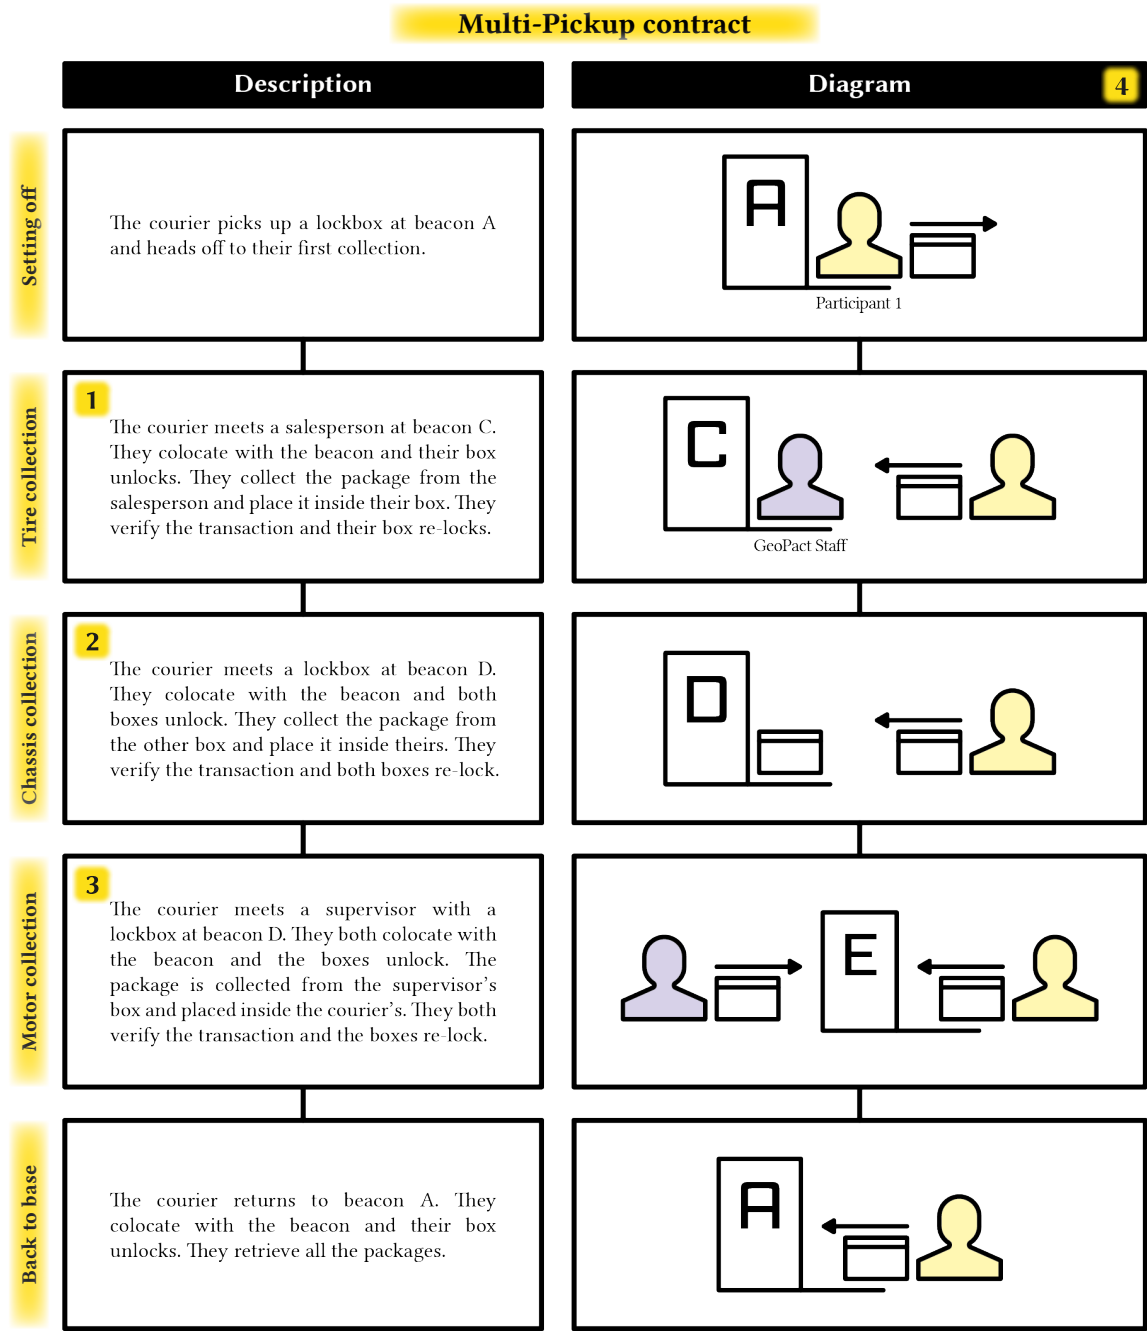 Multi-Pickup contract
Description
Diagram
4
Setting off
The courier picks up a lockbox at beacon A
and heads off to their first collection.
A
Participant 1
Tire collection
1
The courier meets a salesperson at beacon C.
They colocate with the beacon and their box
unlocks. They collect the package from the
salesperson and place it inside their box. They
verify the transaction and their box re-locks.
C
GeoPact Staff
Chassis collection
2
The courier meets a lockbox at beacon D.
They colocate with the beacon and both
boxes unlock. They collect the package from
the other box and place it inside theirs. They
verify the transaction and both boxes re-lock.
D
Motor collection
3
The courier meets a supervisor with a
lockbox at beacon D. They both colocate with
the beacon and the boxes unlock. The
package is collected from the supervisor's
box and placed inside the courier's. They both
verify the transaction and the boxes re-lock.
E
Back to base
The courier returns to beacon A. They
colocate with the beacon and their box
unlocks. They retrieve all the packages.
A